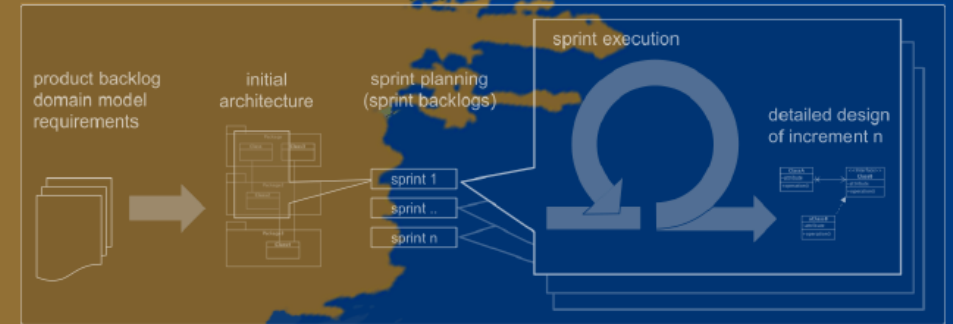 product backlog
domain model
requirements
initial
architecture
sprint planning
(sprint backlogs)
sprint 1
sprint ..
sprint n
sprint execution
detailed design
of increment n